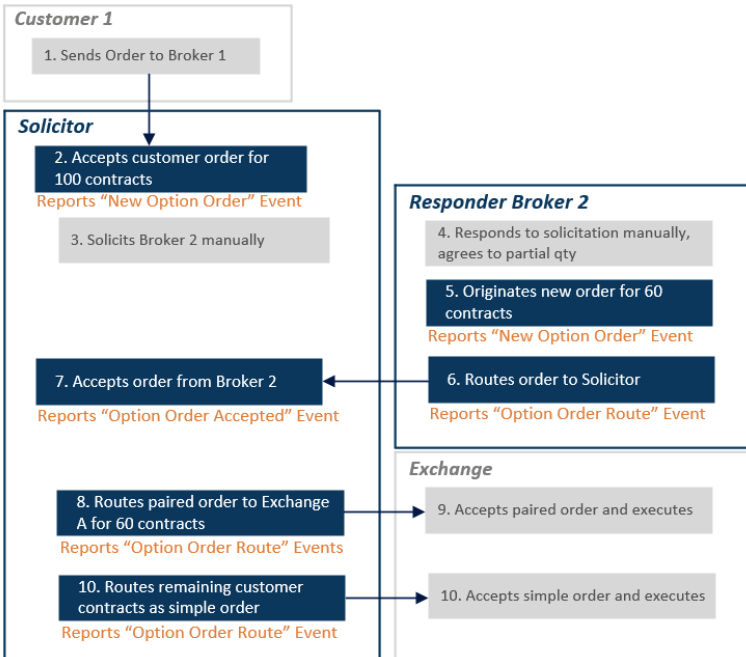 Customer 1
1. Sends Order to Broker 1
Solicitor
2. Accepts customer order for
100 contracts
Reports “New Option Order” Event
3. Solicits Broker 2 manually
Responder Broker 2
4. Responds to solicitation manually,
agrees to partial qty
5. Originates new order for 60
contracts
Reports “New Option Order” Event
6. Routes order to Solicitor
Reports “Option Order Route” Event
7. Accepts order from Broker 2
Reports “Option Order Accepted” Event
8. Routes paired order to Exchange
A for 60 contracts
Reports “Option Order Route” Events
Exchange
9. Accepts paired order and executes
10. Routes remaining customer
contracts as simple order
Reports “Option Order Route” Event
10. Accepts simple order and executes